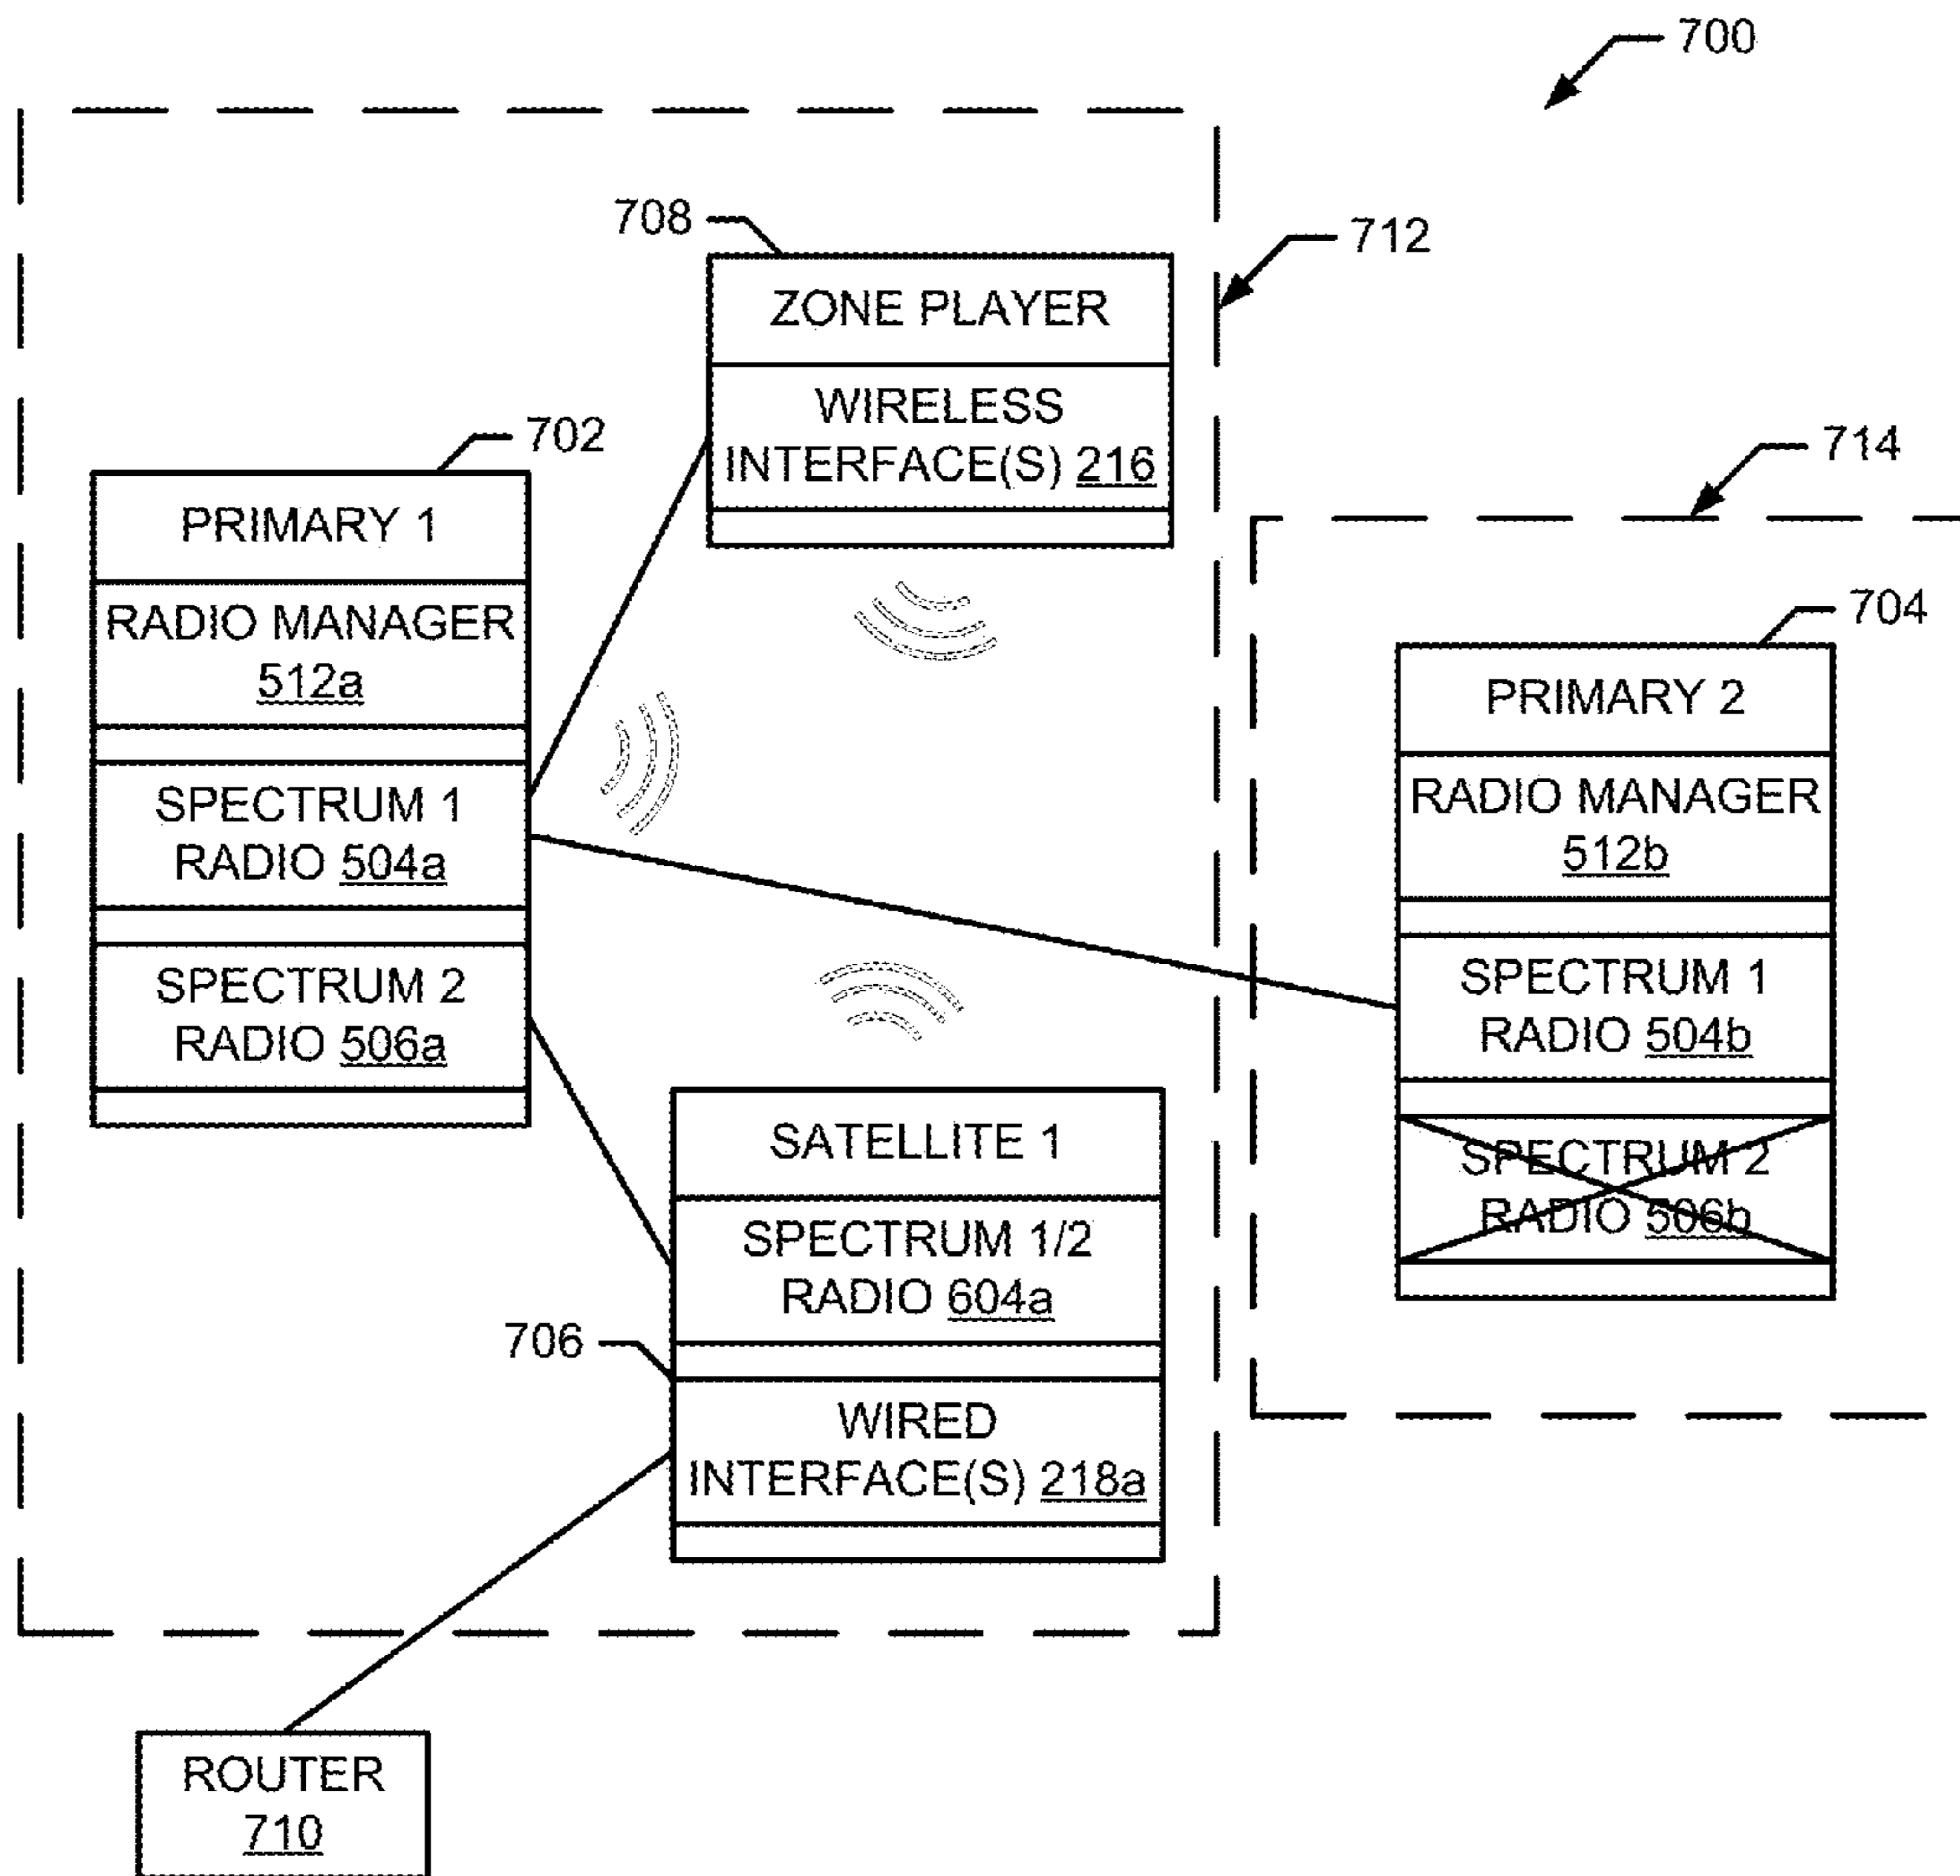 700
712
708
ZONE PLAYER
WIRELESS
INTERFACE(S) 216
702
PRIMARY 1
RADIO MANAGER
512a
SPECTRUM 1
RADIO 504a
SPECTRUM 2
RADIO 506a
714
704
PRIMARY 2
RADIO MANAGER
512b
SPECTRUM 1
RADIO 504b
SPECTRUM 2
RADIO 506b
SATELLITE 1
SPECTRUM 1/2
RADIO 604a
706
WIRED
INTERFACE(S) 218a
ROUTER
710